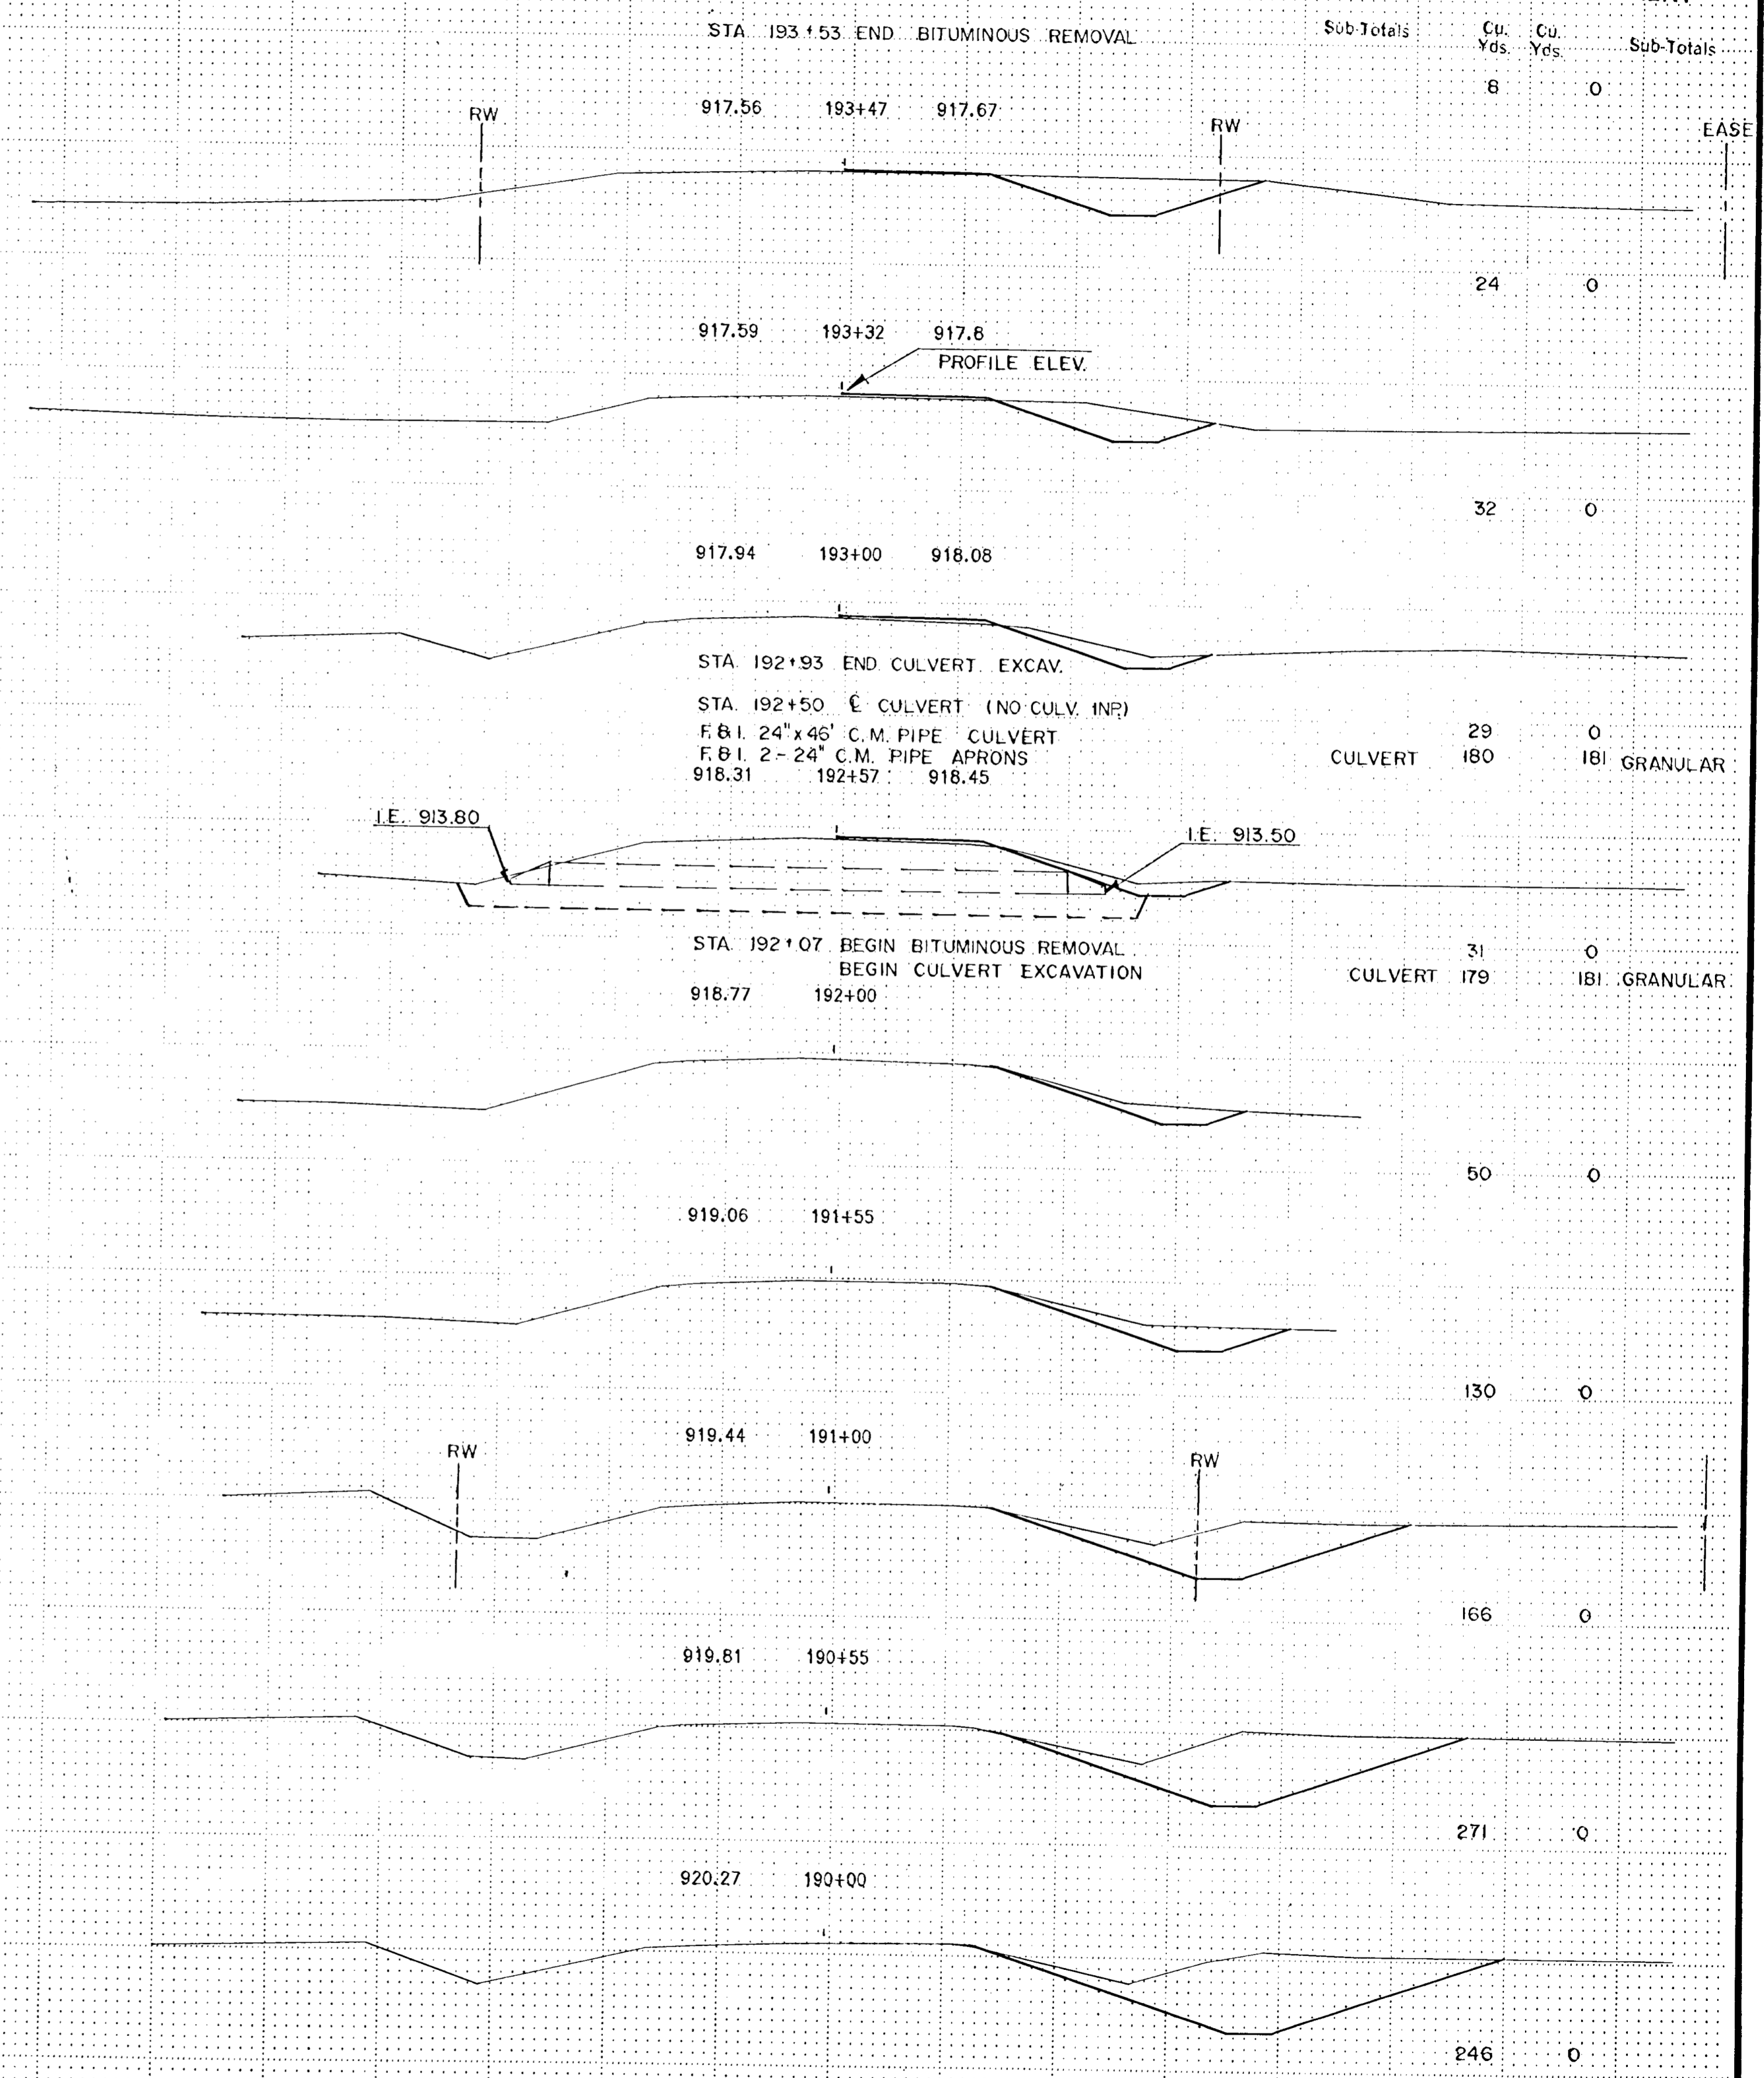 STA 193+53 END BITUMINOUS REMOVAL
Sub-Totals Cu. Yds. Cu. Yds. Sub-Totals
8 0
917.56 193+47 917.67
RW
RW
EASE
24 0
917.59 193+32 917.8
PROFILE ELEV.
32 0
917.94 193+00 918.08
STA. 192+93 END CULVERT EXCAV.
STA. 192+50 ℄ CULVERT (NO CULV. INP.)
F. & I. 24" x 46' C.M. PIPE CULVERT
F. & I. 2 - 24" C.M. PIPE APRONS
29 0
CULVERT 180 181 GRANULAR
918.31 192+57 918.45
I.E. 913.80
I.E. 913.50
STA. 192+07 BEGIN BITUMINOUS REMOVAL
BEGIN CULVERT EXCAVATION
31 0
CULVERT 179 181 GRANULAR
918.77 192+00
50 0
919.06 191+55
130 0
919.44 191+00
RW
RW
166 0
919.81 190+55
271 0
920.27 190+00
246 0